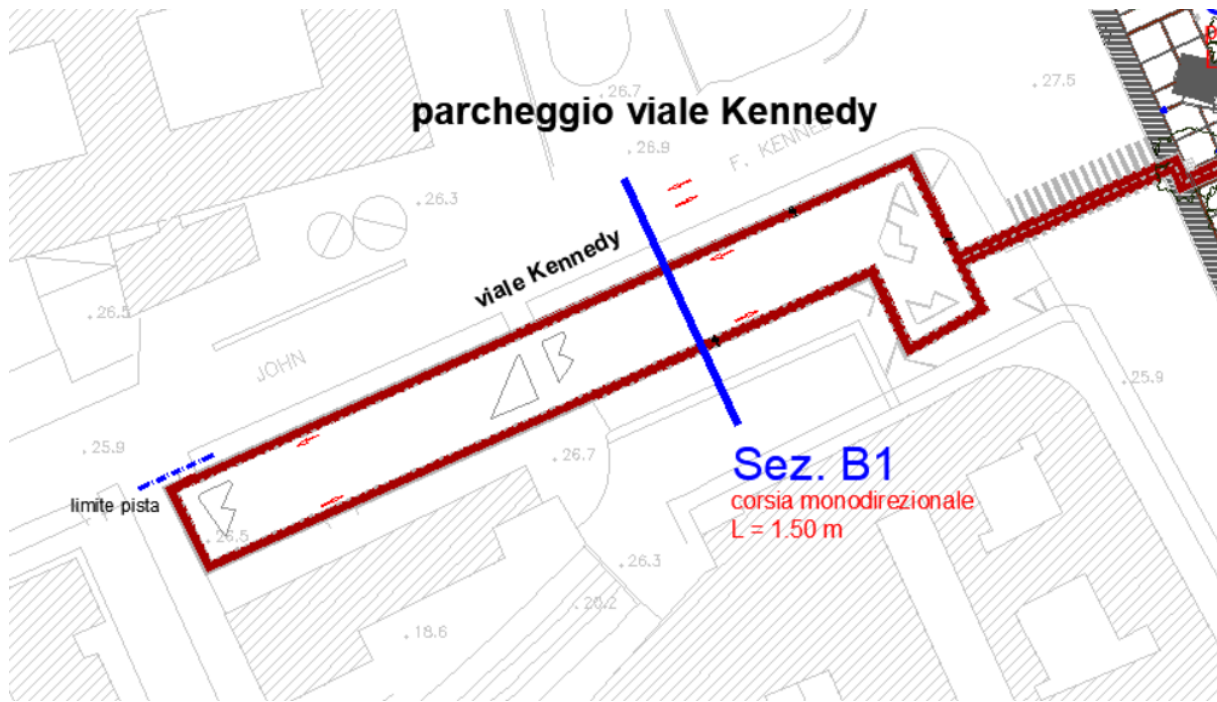 . 26.7
. 27.5
parcheggio viale Kennedy
. 26.9
F. KENNED
. 26.3
viale Kennedy
. 26.5
JOHN
. 25.9
. 25.9
. 26.7
Sez. B1
limite pista
corsia monodirezionale
L = 1.50 m
. 26.5
. 26.3
. 20.2
. 18.6